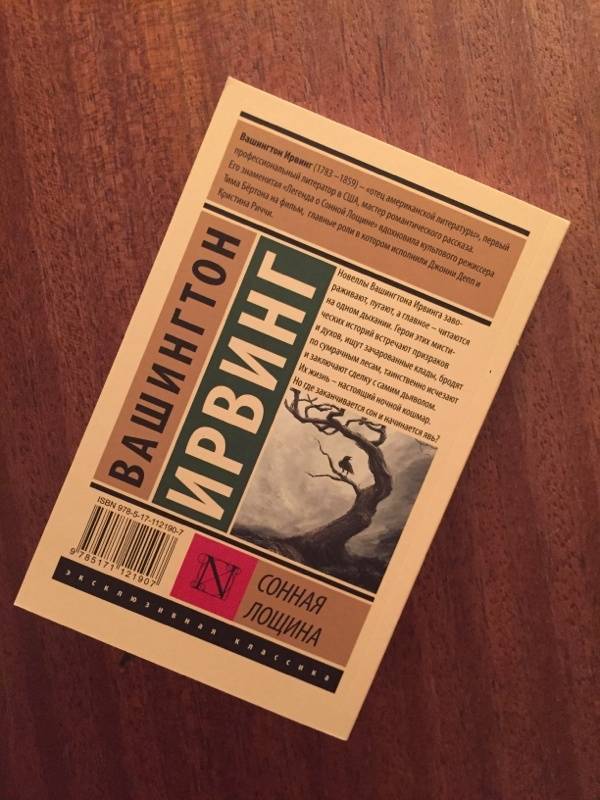 Вашингтон Ирвинг (1783–1859) – «отец американской литературы», первый
профессиональный литератор в США, мастер романтического рассказа.
Его знаменитая «Легенда о Сонной Лощине» вдохновила культового режиссера
Тима Бёртона на фильм, главные роли в котором исполнили Джонни Депп и
Кристина Риччи.
ВАШИНГТОН
ИРВИНГ
Новеллы Вашингтона Ирвинга заво-
раживают, пугают, а главное – читаются
на одном дыхании. Герои этих мисти-
ческих историй встречают призраков
и духов, ищут зачарованные клады, бродят
по сумрачным лесам, таинственно исчезают
и заключают сделку с самим дьяволом.
Их жизнь – настоящий ночной кошмар.
Но где заканчивается сон и начинается явь?
ISBN 978-5-17-112190-7
9 785171 121907
N
СОННАЯ
ЛОЩИНА
ЭКСКЛЮЗИВНАЯ КЛАССИКА